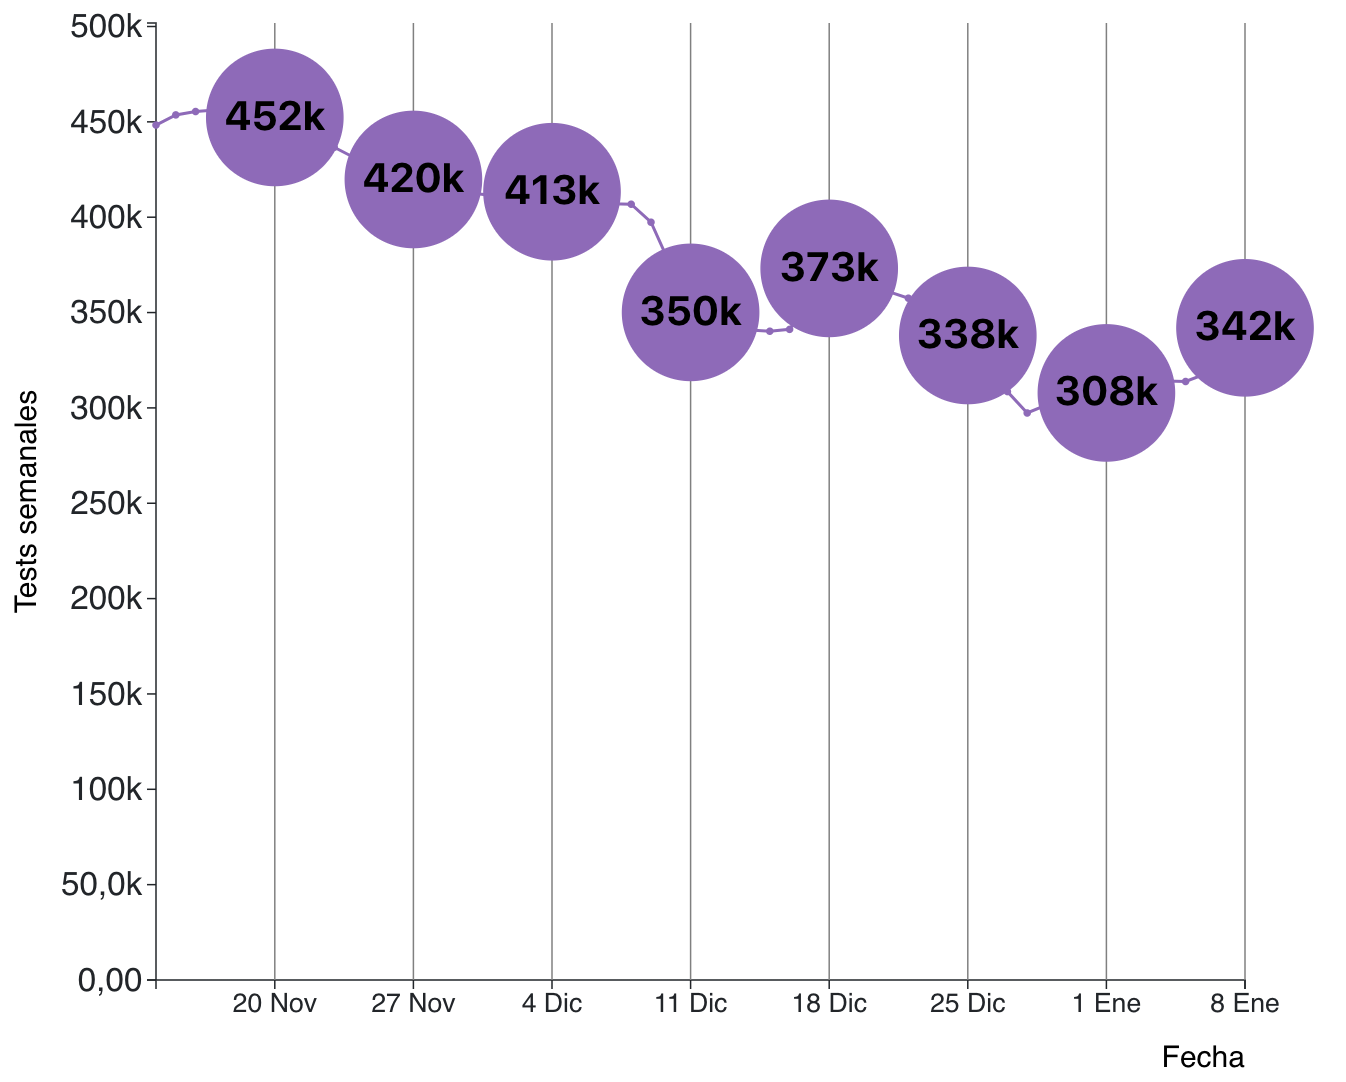 500k
450k
400k
350k
300k
250k
200k
150k
100k
50,0k
0,00
Tests semanales
452k
420k
413k
350k
373k
338k
308k
342k
20 Nov
27 Nov
4 Dic
11 Dic
18 Dic
25 Dic
1 Ene
8 Ene
Fecha